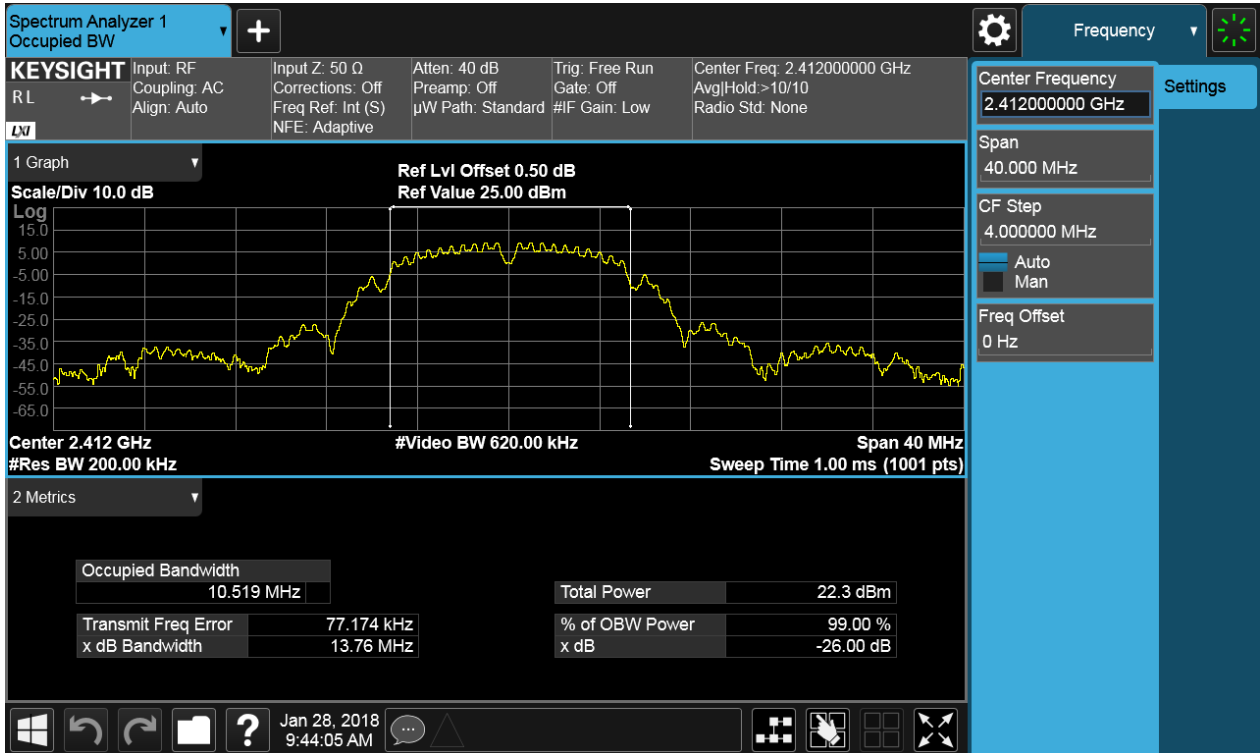 Spectrum Analyzer 1
Occupied BW
+
Frequency
KEYSIGHT
RL
LXI
Input: RF
Coupling: AC
Align: Auto
Input Z: 50 Ω
Corrections: Off
Freq Ref: Int (S)
NFE: Adaptive
Atten: 40 dB
Preamp: Off
µW Path: Standard
Trig: Free Run
Gate: Off
#IF Gain: Low
Center Freq: 2.412000000 GHz
Avg|Hold:>10/10
Radio Std: None
Center Frequency
2.412000000 GHz
Settings
Span
40.000 MHz
CF Step
4.000000 MHz
Auto
Man
Freq Offset
0 Hz
1 Graph
Scale/Div 10.0 dB
Ref Lvl Offset 0.50 dB
Ref Value 25.00 dBm
Log
15.0
5.00
-5.00
-15.0
-25.0
-35.0
-45.0
-55.0
-65.0
Center 2.412 GHz
#Video BW 620.00 kHz
Span 40 MHz
#Res BW 200.00 kHz
Sweep Time 1.00 ms (1001 pts)
2 Metrics
Occupied Bandwidth
10.519 MHz
Total Power 22.3 dBm
Transmit Freq Error 77.174 kHz
% of OBW Power 99.00 %
x dB Bandwidth 13.76 MHz
x dB -26.00 dB
?
Jan 28, 2018
9:44:05 AM